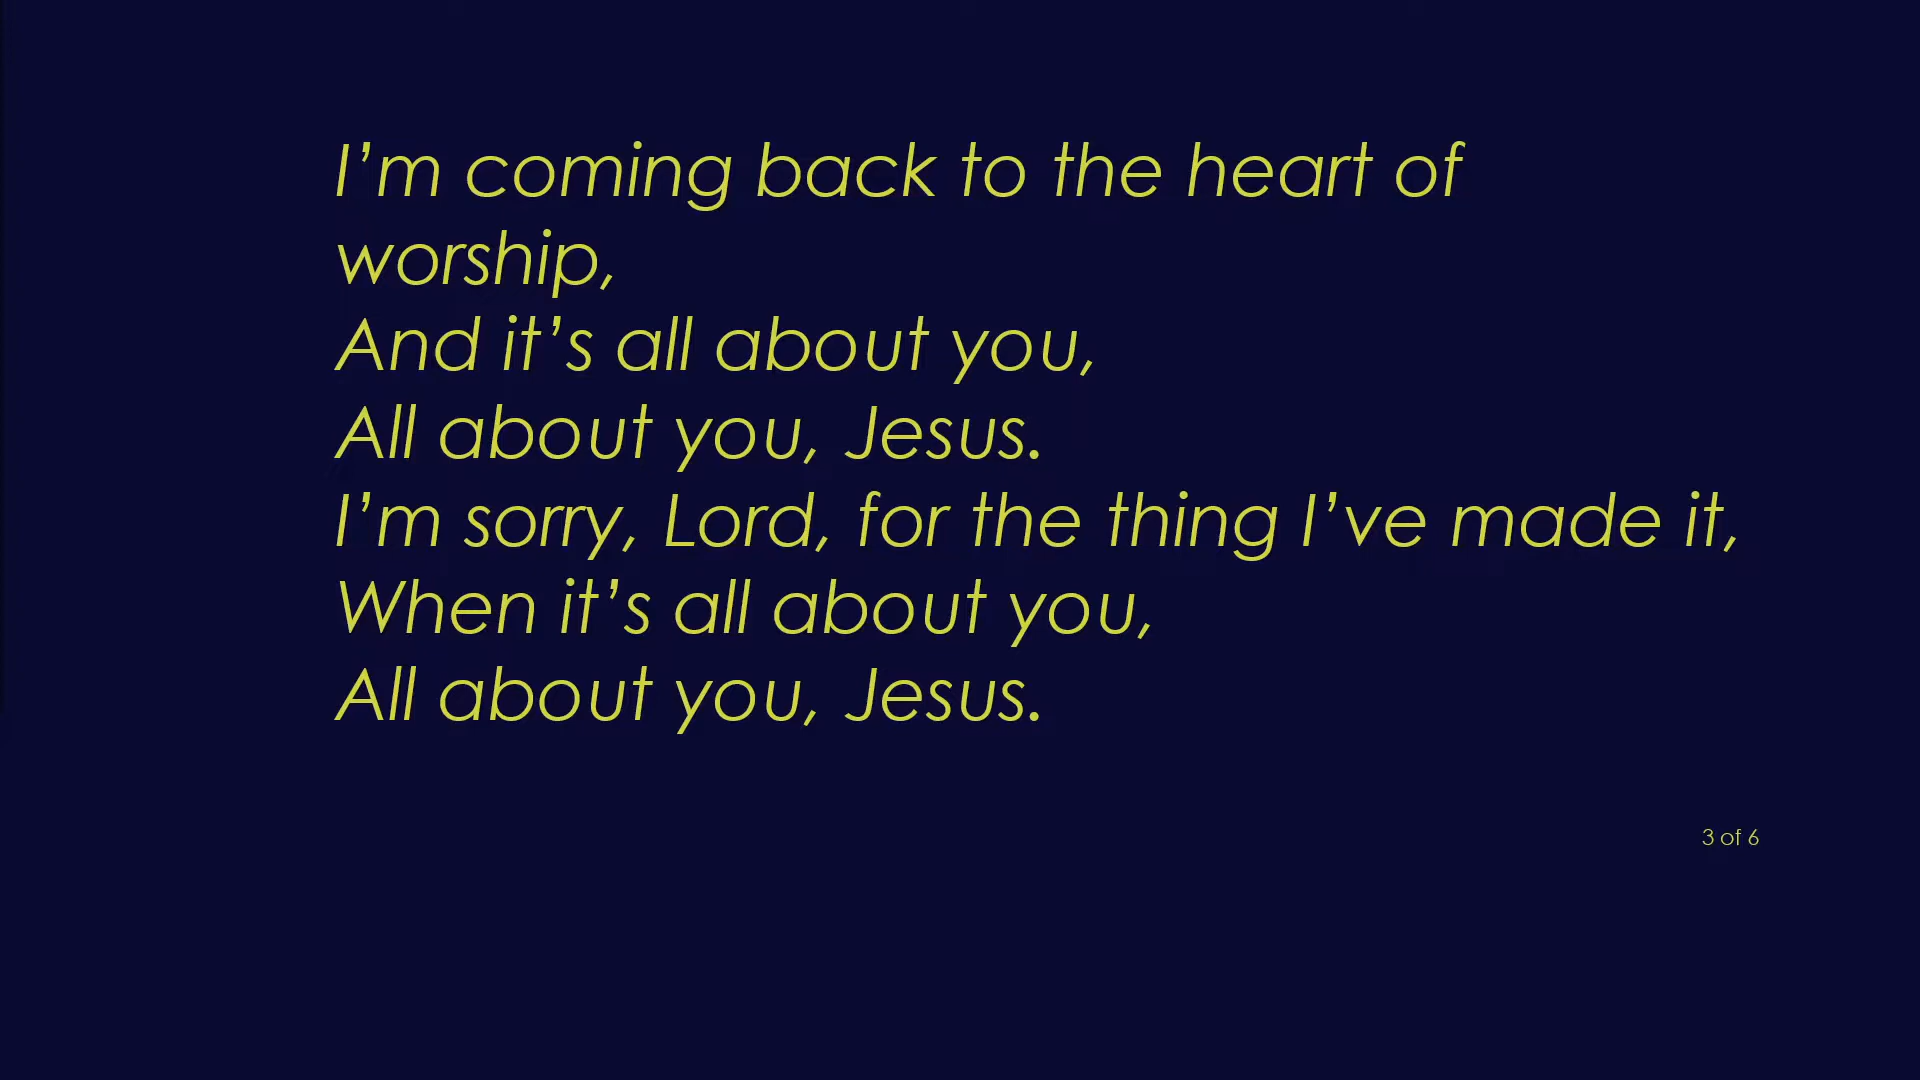 I’m coming back to the heart of
worship,
And it’s all about you,
All about you, Jesus.
I’m sorry, Lord, for the thing I’ve made it,
When it’s all about you,
All about you, Jesus.
3 of 6